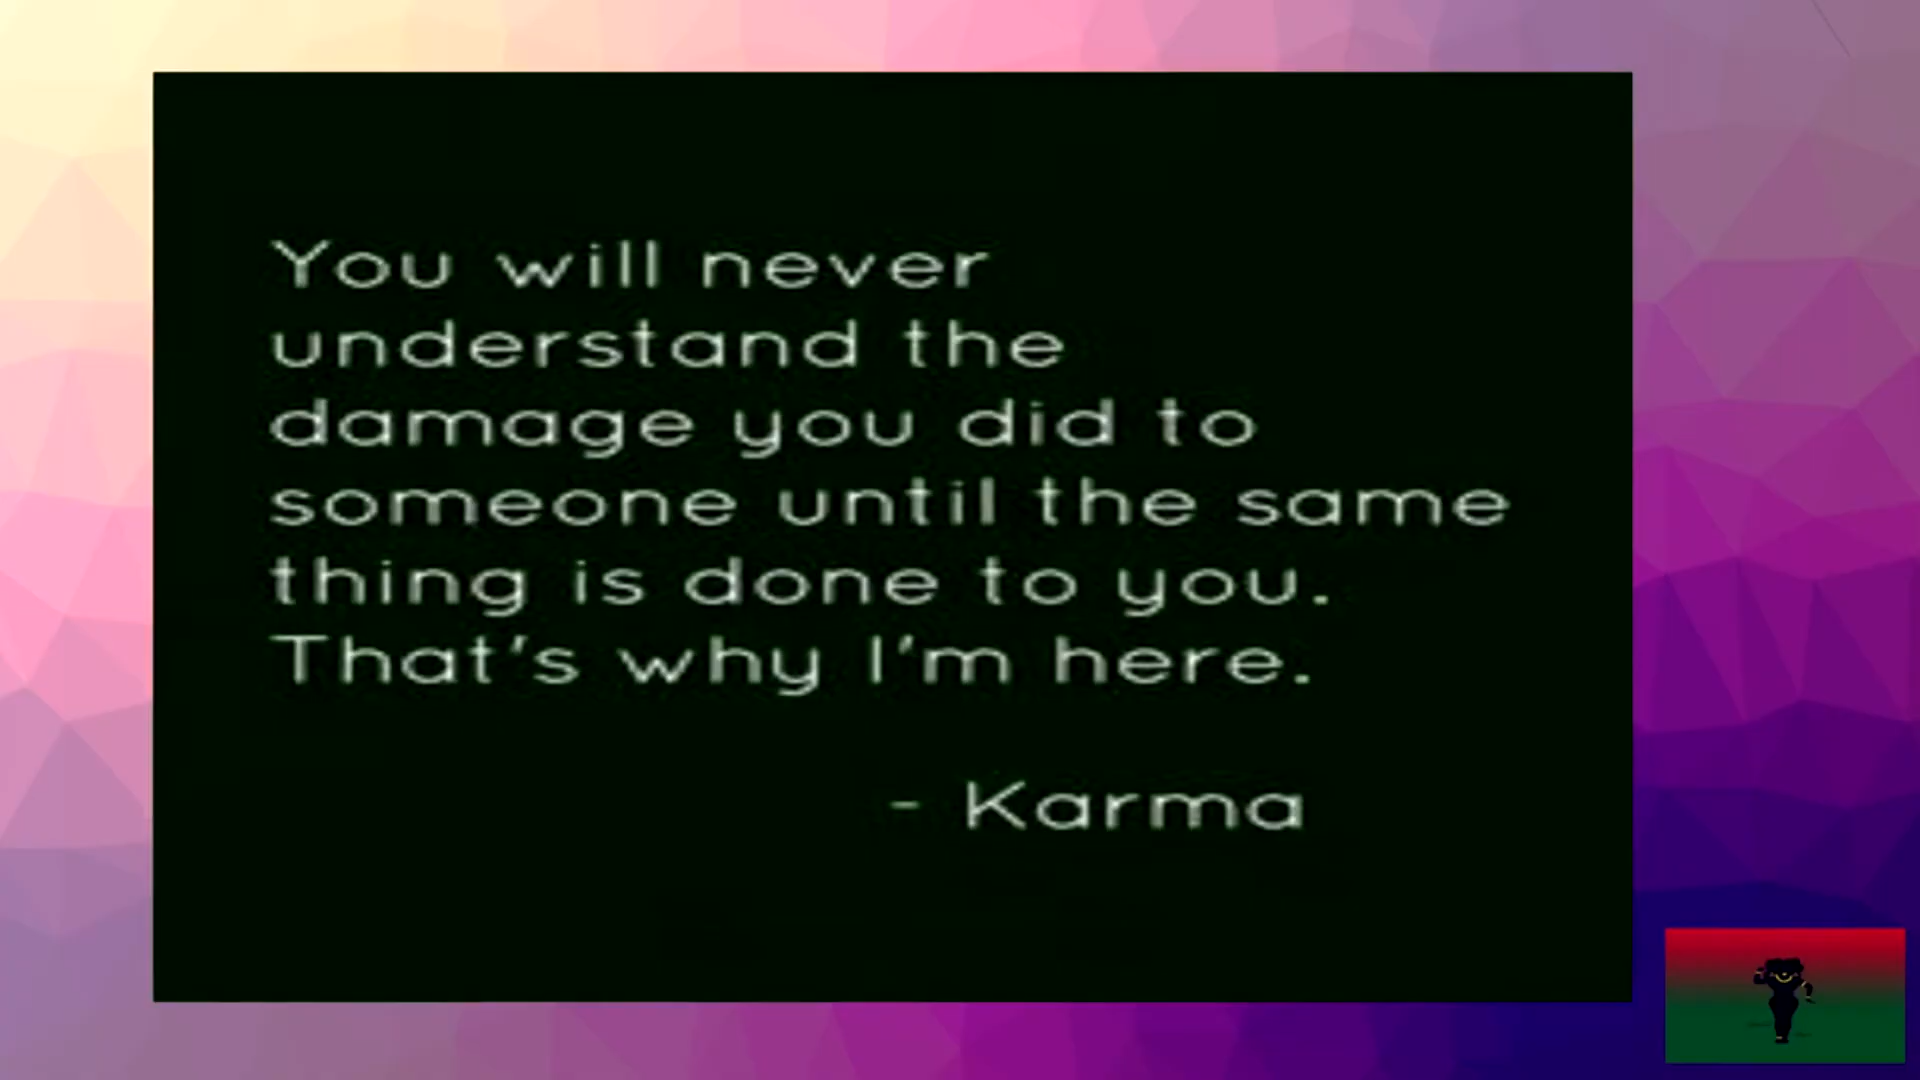 You will never
understand the
damage you did to
someone until the same
thing is done to you.
That's why I'm here.
- Karma